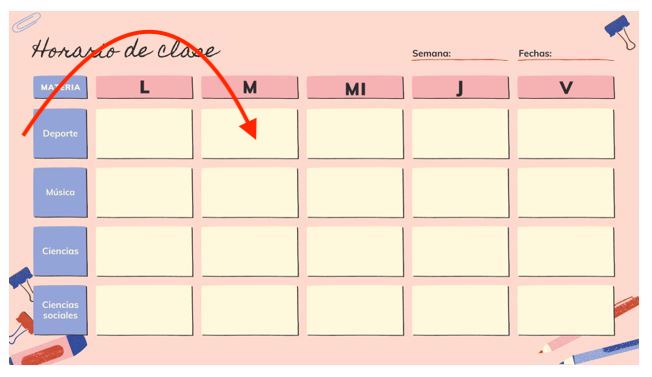 Horario de clase
Semana:
Fechas:
MATERIA L M MI J V
Deporte
Música
Ciencias
Ciencias
sociales